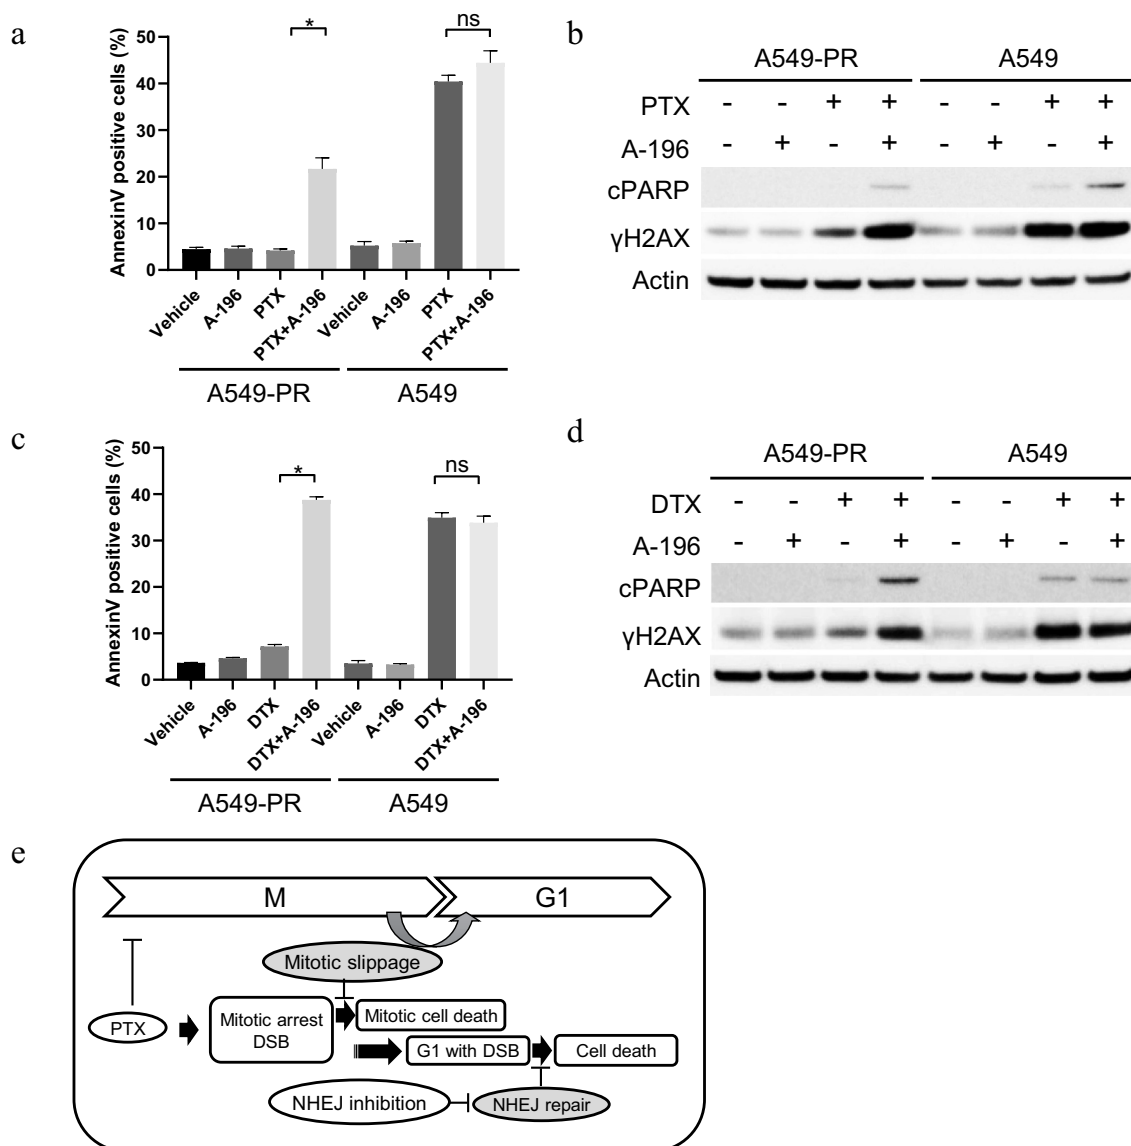 a
AnnexinV positive cells (%)
50
40
30
20
10
0
*
ns
Vehicle
A-196
PTX
PTX+A-196
Vehicle
A-196
PTX
PTX+A-196
A549-PR
A549
b
A549-PR
A549
PTX - - + + - - + +
A-196 - + - + - + - +
cPARP
γH2AX
Actin
c
AnnexinV positive cells (%)
50
40
30
20
10
0
*
ns
Vehicle
A-196
DTX
DTX+A-196
Vehicle
A-196
DTX
DTX+A-196
A549-PR
A549
d
A549-PR
A549
DTX - - + + - - + +
A-196 - + - + - + - +
cPARP
γH2AX
Actin
e
M
G1
Mitotic slippage
PTX
Mitotic arrest
DSB
Mitotic cell death
G1 with DSB
Cell death
NHEJ inhibition
NHEJ repair